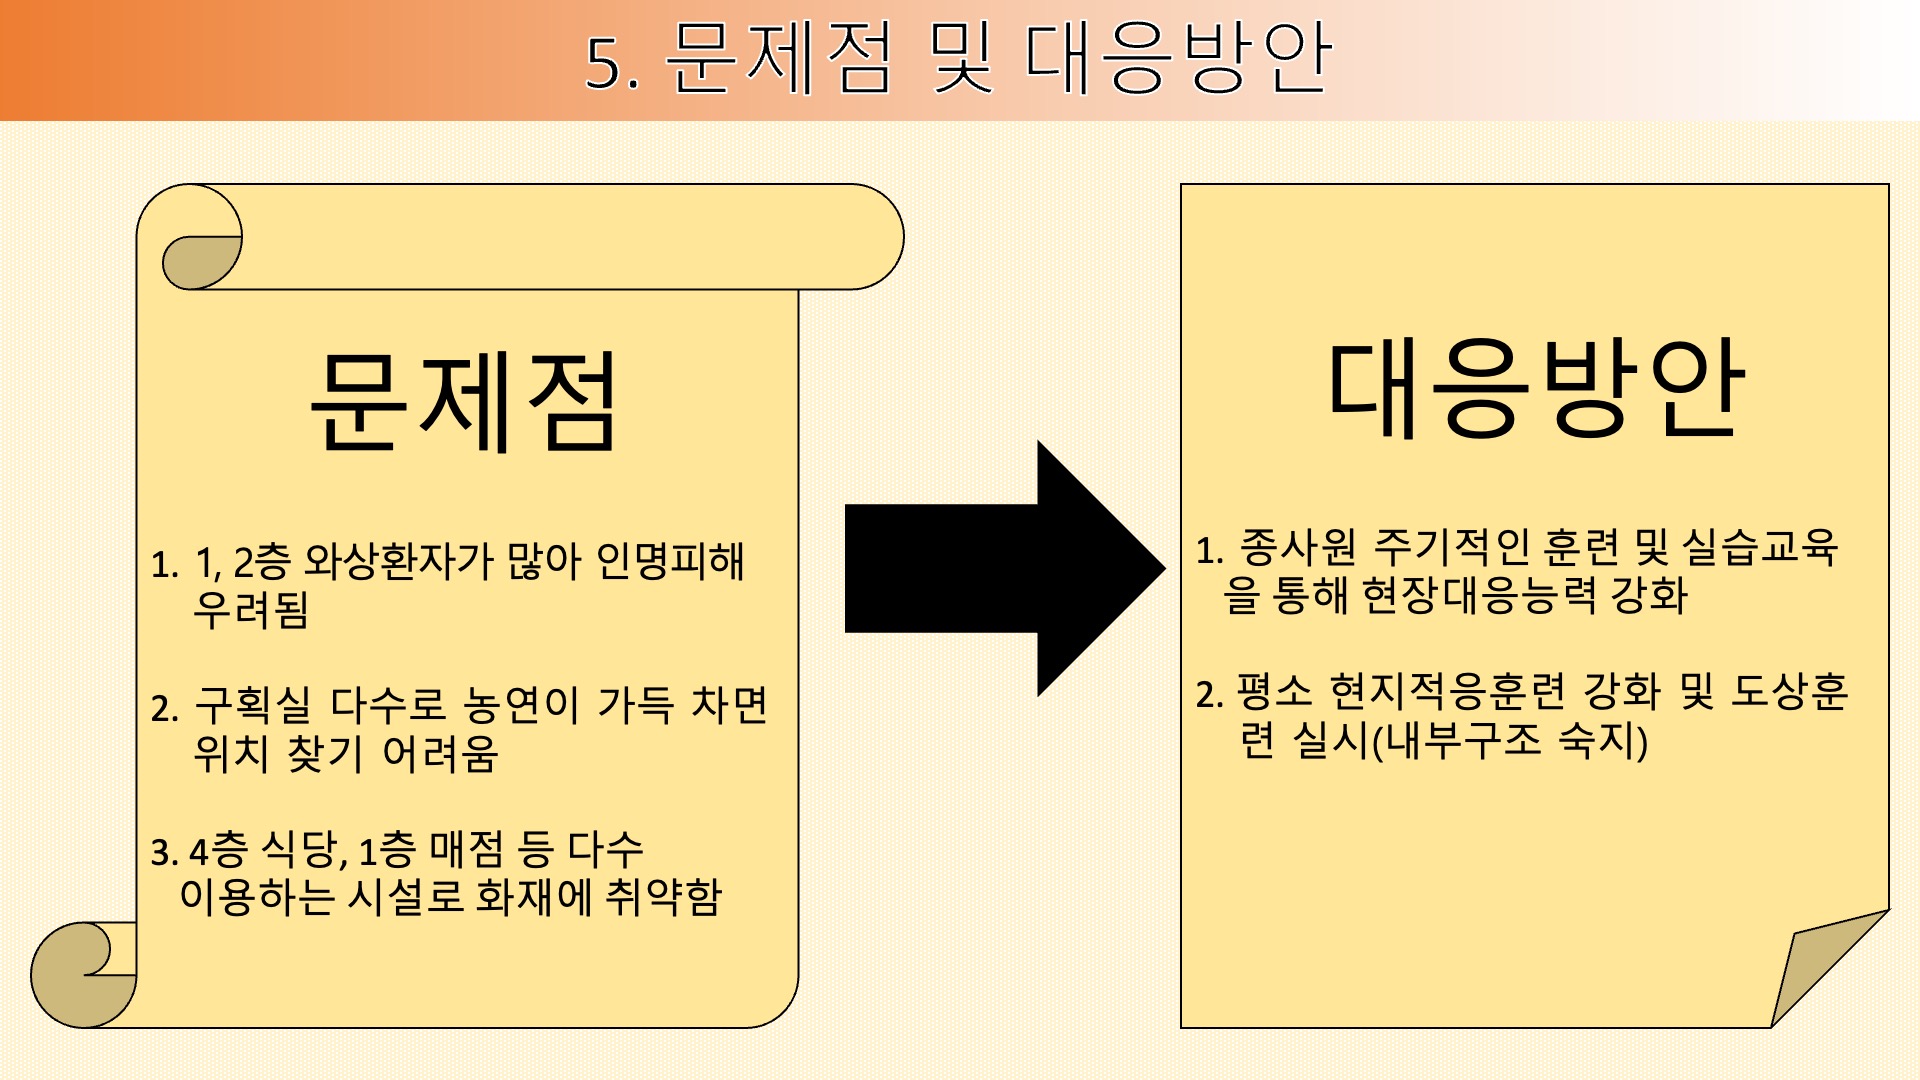 5. 문제점 및 대응방안
문제점
1. 1, 2층 와상환자가 많아 인명피해
우려됨
2. 구획실 다수로 농연이 가득 차면
위치 찾기 어려움
3. 4층 식당, 1층 매점 등 다수
이용하는 시설로 화재에 취약함
대응방안
1. 종사원 주기적인 훈련 및 실습교육
을 통해 현장대응능력 강화
2. 평소 현지적응훈련 강화 및 도상훈
련 실시(내부구조 숙지)